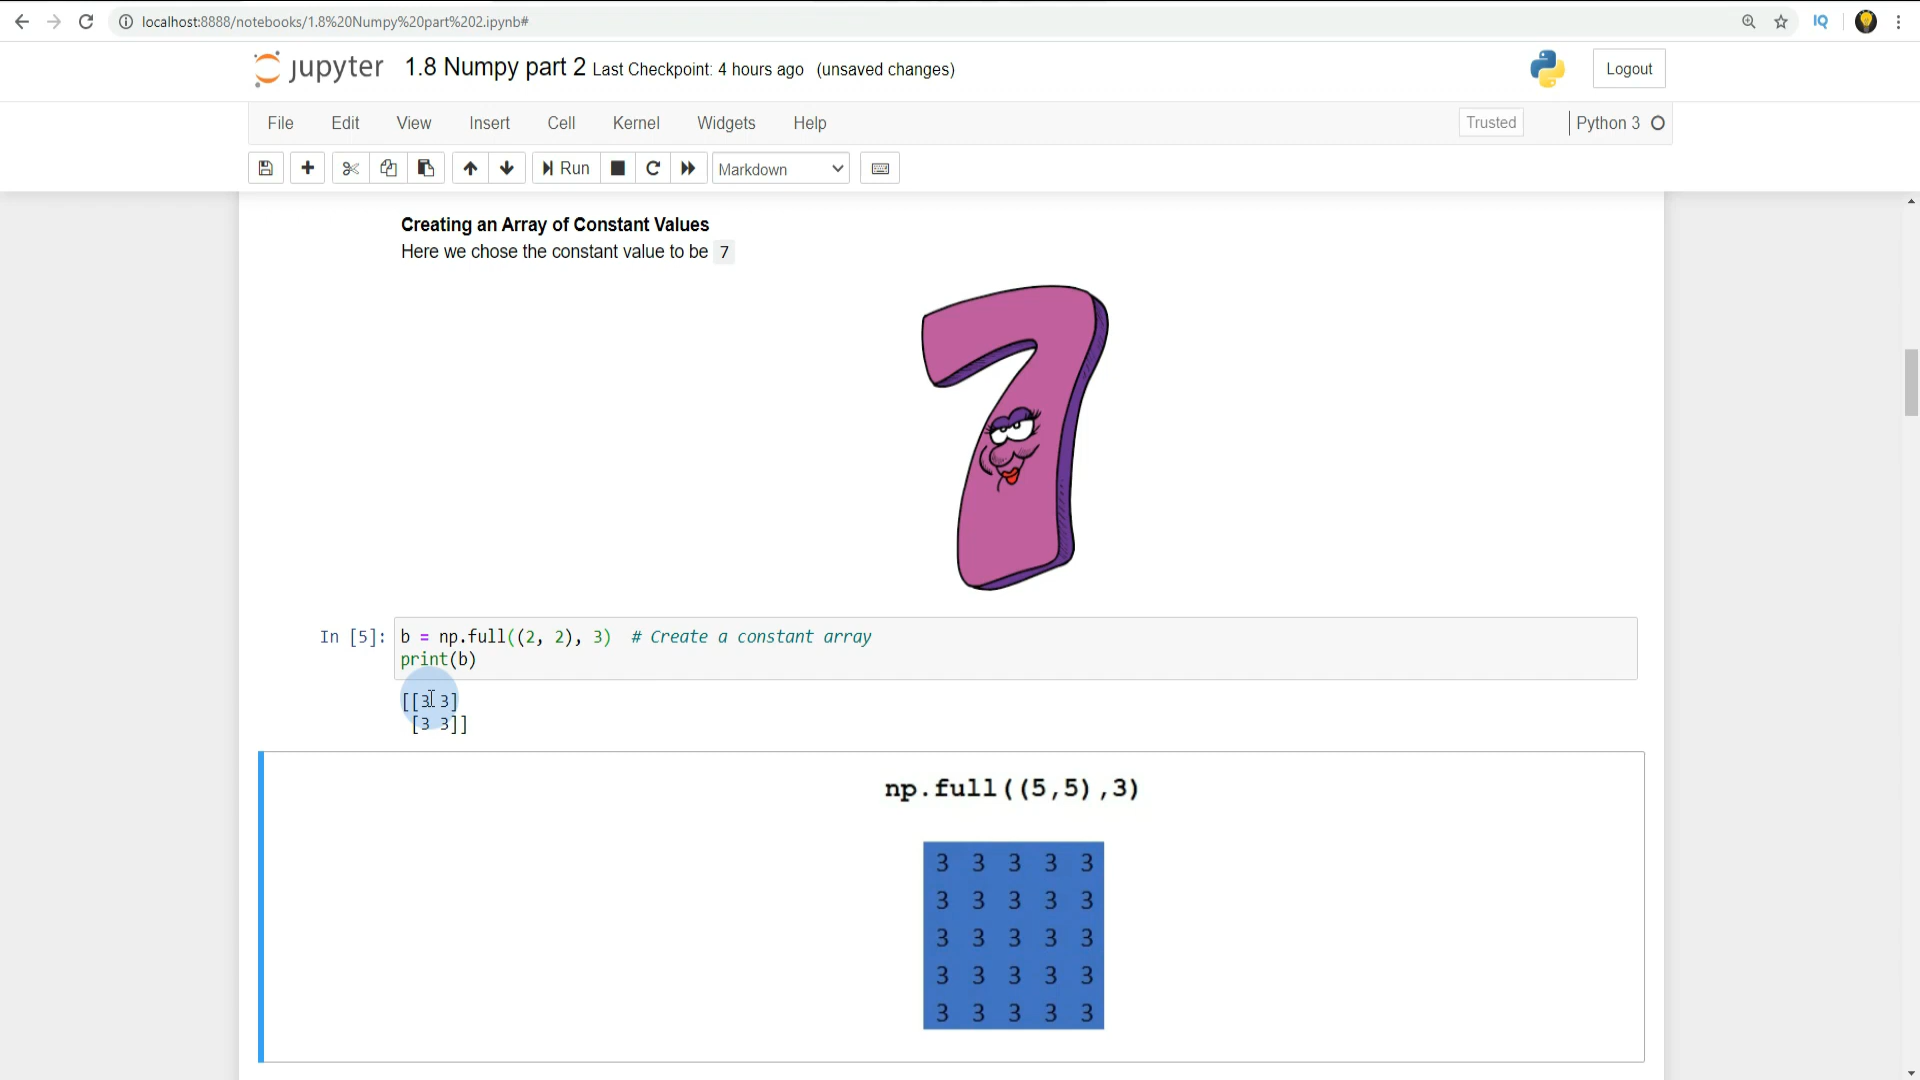 localhost:8888/notebooks/1.8%20Numpy%20part%202.ipynb#
IQ
jupyter 1.8 Numpy part 2 Last Checkpoint: 4 hours ago (unsaved changes)
Logout
File Edit View Insert Cell Kernel Widgets Help
Trusted
Python 3
Run
Markdown
Creating an Array of Constant Values
Here we chose the constant value to be 7
7
In [5]: b = np.full((2, 2), 3)  # Create a constant array
print(b)
[[3 3]
[3 3]]
np.full((5,5),3)
3 3 3 3 3
3 3 3 3 3
3 3 3 3 3
3 3 3 3 3
3 3 3 3 3